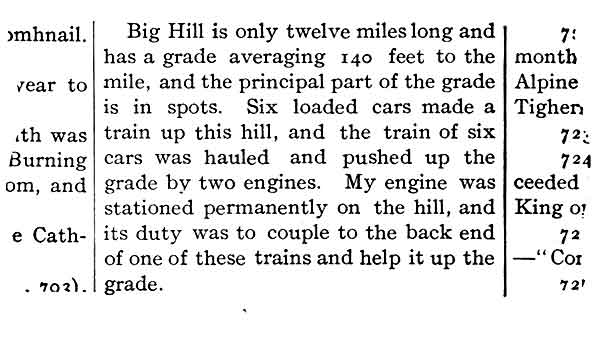 omhnail.
year to
th was
Burning
om, and
e Cath-
. 702).
Big Hill is only twelve miles long and
has a grade averaging 140 feet to the
mile, and the principal part of the grade
is in spots. Six loaded cars made a
train up this hill, and the train of six
cars was hauled and pushed up the
grade by two engines. My engine was
stationed permanently on the hill, and
its duty was to couple to the back end
of one of these trains and help it up the
grade.
month
Alpine
Tighern
72
724
ceeded
King o
72
—"Co
72